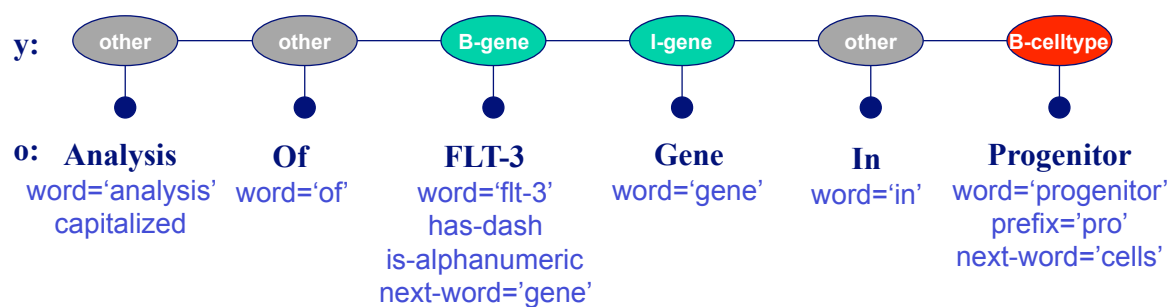 y: other other B-gene I-gene other B-celltype
o: Analysis Of FLT-3 Gene In Progenitor
word=‘analysis’ word=‘of’ word=‘flt-3’ word=‘gene’ word=‘in’ word=‘progenitor’
capitalized has-dash prefix=‘pro’
is-alphanumeric next-word=‘cells’
next-word=’gene’